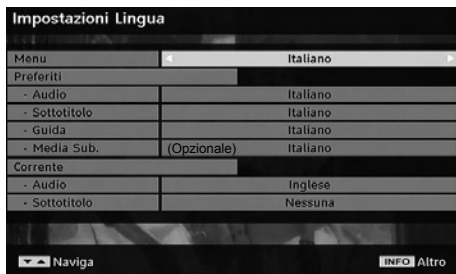 Impostazioni Lingua
Menu Italiano
Preferiti
- Audio Italiano
- Sottotitolo Italiano
- Guida Italiano
- Media Sub. (Opzionale) Italiano
Corrente
- Audio Inglese
- Sottotitolo Nessuna
Naviga INFO Altro